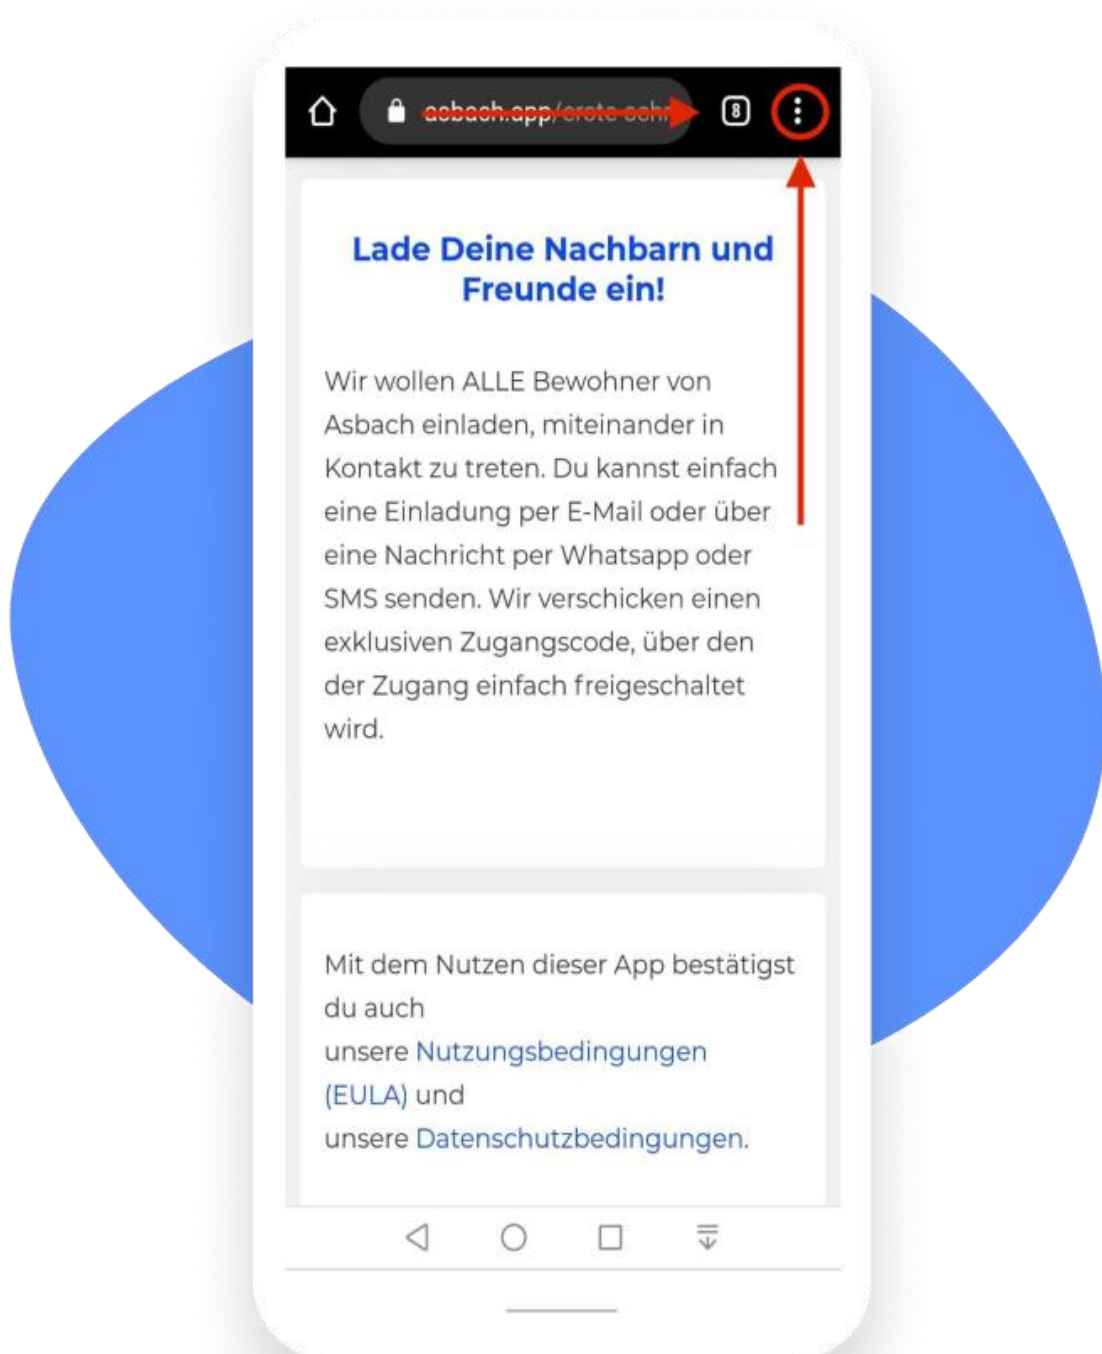 asbach.app/erste-schr
8
Lade Deine Nachbarn und
Freunde ein!
Wir wollen ALLE Bewohner von
Asbach einladen, miteinander in
Kontakt zu treten. Du kannst einfach
eine Einladung per E-Mail oder über
eine Nachricht per Whatsapp oder
SMS senden. Wir verschicken einen
exklusiven Zugangscode, über den
der Zugang einfach freigeschaltet
wird.
Mit dem Nutzen dieser App bestätigst
du auch
unsere Nutzungsbedingungen
(EULA) und
unsere Datenschutzbedingungen.